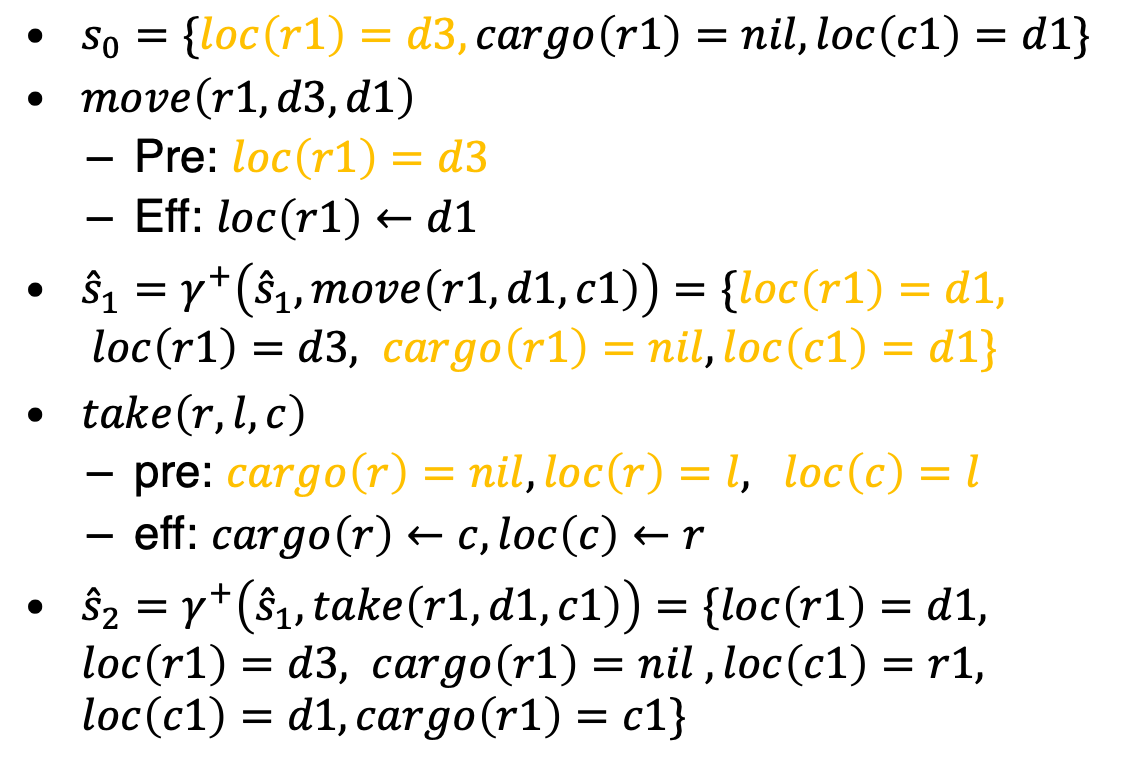 • s₀ = {loc(r1) = d3, cargo(r1) = nil, loc(c1) = d1}
• move(r1, d3, d1)
– Pre: loc(r1) = d3
– Eff: loc(r1) ← d1
• ŝ₁ = γ⁺(ŝ₁, move(r1, d1, c1)) = {loc(r1) = d1,
loc(r1) = d3, cargo(r1) = nil, loc(c1) = d1}
• take(r, l, c)
– pre: cargo(r) = nil, loc(r) = l, loc(c) = l
– eff: cargo(r) ← c, loc(c) ← r
• ŝ₂ = γ⁺(ŝ₁, take(r1, d1, c1)) = {loc(r1) = d1,
loc(r1) = d3, cargo(r1) = nil , loc(c1) = r1,
loc(c1) = d1, cargo(r1) = c1}